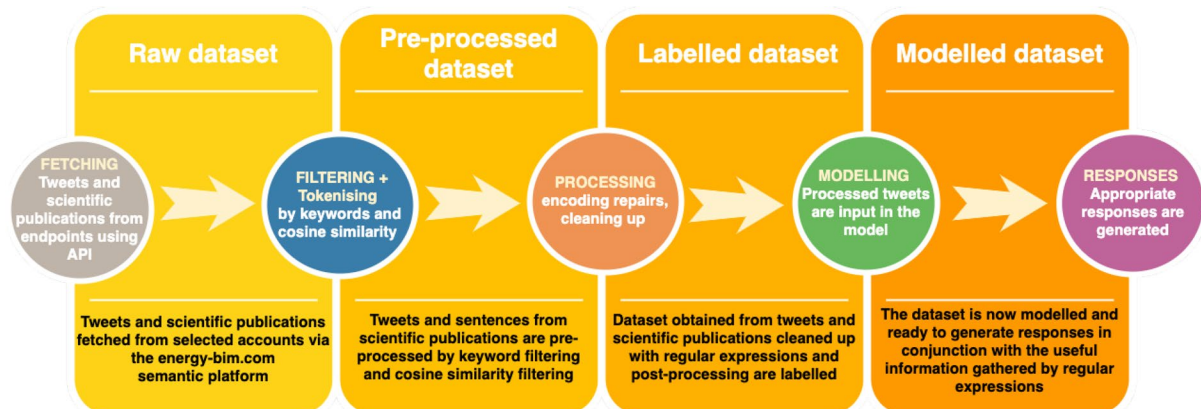 Raw dataset
Pre-processed
dataset
Labelled dataset
Modelled dataset
FETCHING
Tweets and
scientific
publications from
endpoints using
API
FILTERING +
Tokenising
by keywords and
cosine similarity
PROCESSING
encoding repairs,
cleaning up
MODELLING
Processed tweets
are input in the
model
RESPONSES
Appropriate
responses are
generated
Tweets and scientific publications
fetched from selected accounts via
the energy-bim.com
semantic platform
Tweets and sentences from
scientific publications are pre-
processed by keyword filtering
and cosine similarity filtering
Dataset obtained from tweets and
scientific publications cleaned up
with regular expressions and
post-processing are labelled
The dataset is now modelled and
ready to generate responses in
conjunction with the useful
information gathered by regular
expressions